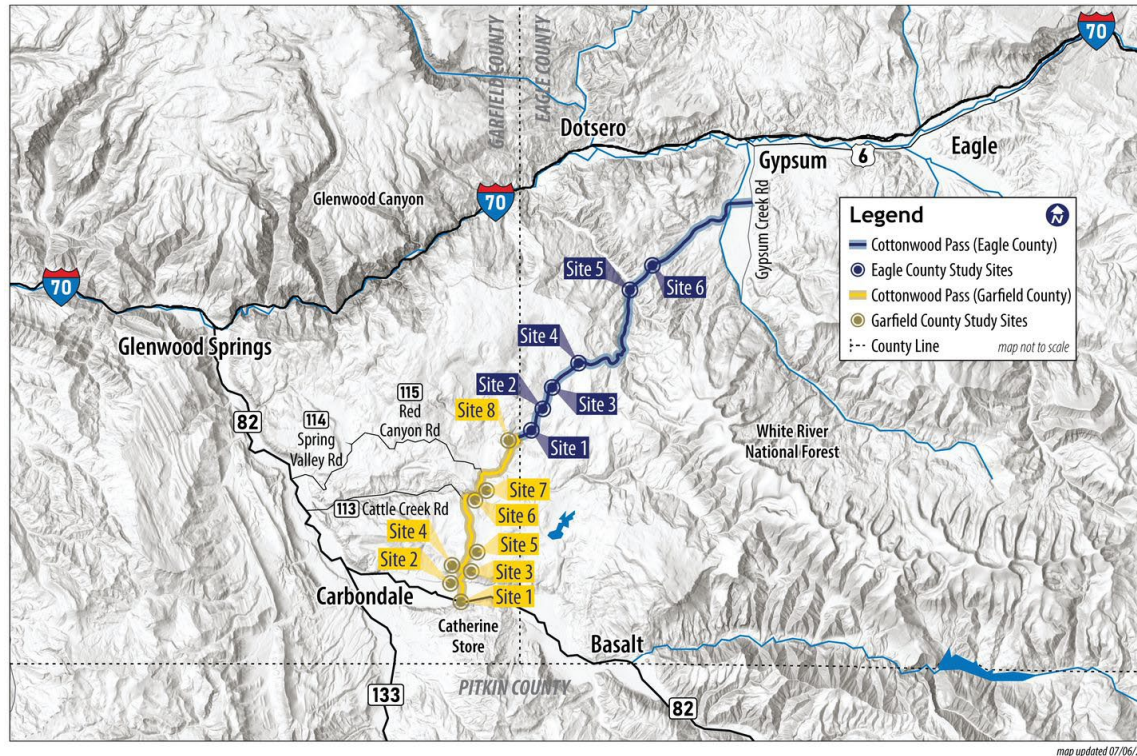 70
GARFIELD COUNTY
EAGLE COUNTY
Dotsero
Gypsum
6
Eagle
Glenwood Canyon
70
Gypsum Creek Rd
Legend
N
Cottonwood Pass (Eagle County)
Eagle County Study Sites
Cottonwood Pass (Garfield County)
Garfield County Study Sites
County Line
map not to scale
70
Glenwood Springs
Site 5
Site 6
Site 4
Site 2
Site 3
Site 1
82
114
Spring
Valley Rd
115
Red
Canyon Rd
Site 8
White River
National Forest
113 Cattle Creek Rd
Site 7
Site 6
Site 4
Site 5
Site 2
Site 3
Site 1
Carbondale
Catherine
Store
Basalt
PITKIN COUNTY
133
82
map updated 07/06/